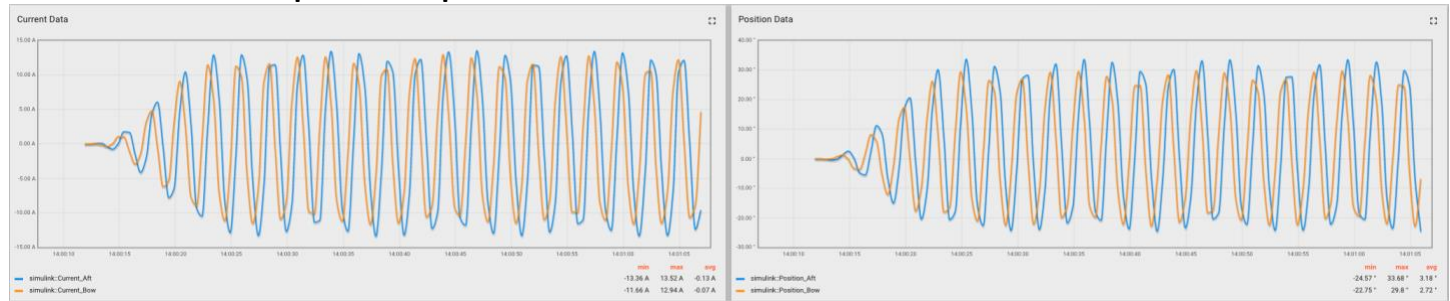 Current Data
15.00 A
10.00 A
5.00 A
0.00 A
-5.00 A
-10.00 A
-15.00 A
14:00:10 14:00:15 14:00:20 14:00:25 14:00:30 14:00:35 14:00:40 14:00:45 14:00:50 14:00:55 14:01:00 14:01:05
min max avg
simulink::Current_Aft -13.36 A 13.52 A -0.13 A
simulink::Current_Bow -11.66 A 12.94 A -0.07 A
Position Data
40.00 °
30.00 °
20.00 °
10.00 °
0.00 °
-10.00 °
-20.00 °
-30.00 °
14:00:10 14:00:15 14:00:20 14:00:25 14:00:30 14:00:35 14:00:40 14:00:45 14:00:50 14:00:55 14:01:00 14:01:05
min max avg
simulink::Position_Aft -24.57 ° 33.68 ° 3.18 °
simulink::Position_Bow -22.75 ° 29.8 ° 2.72 °